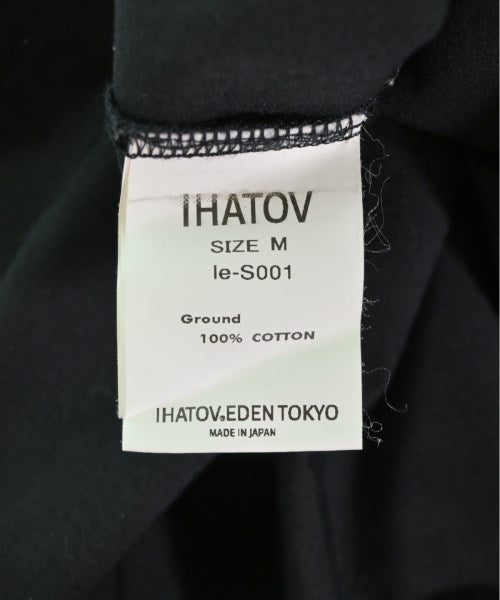 IHATOV
SIZE M
Ie-S001
Ground
100% COTTON
IHATOV.EDEN TOKYO
MADE IN JAPAN